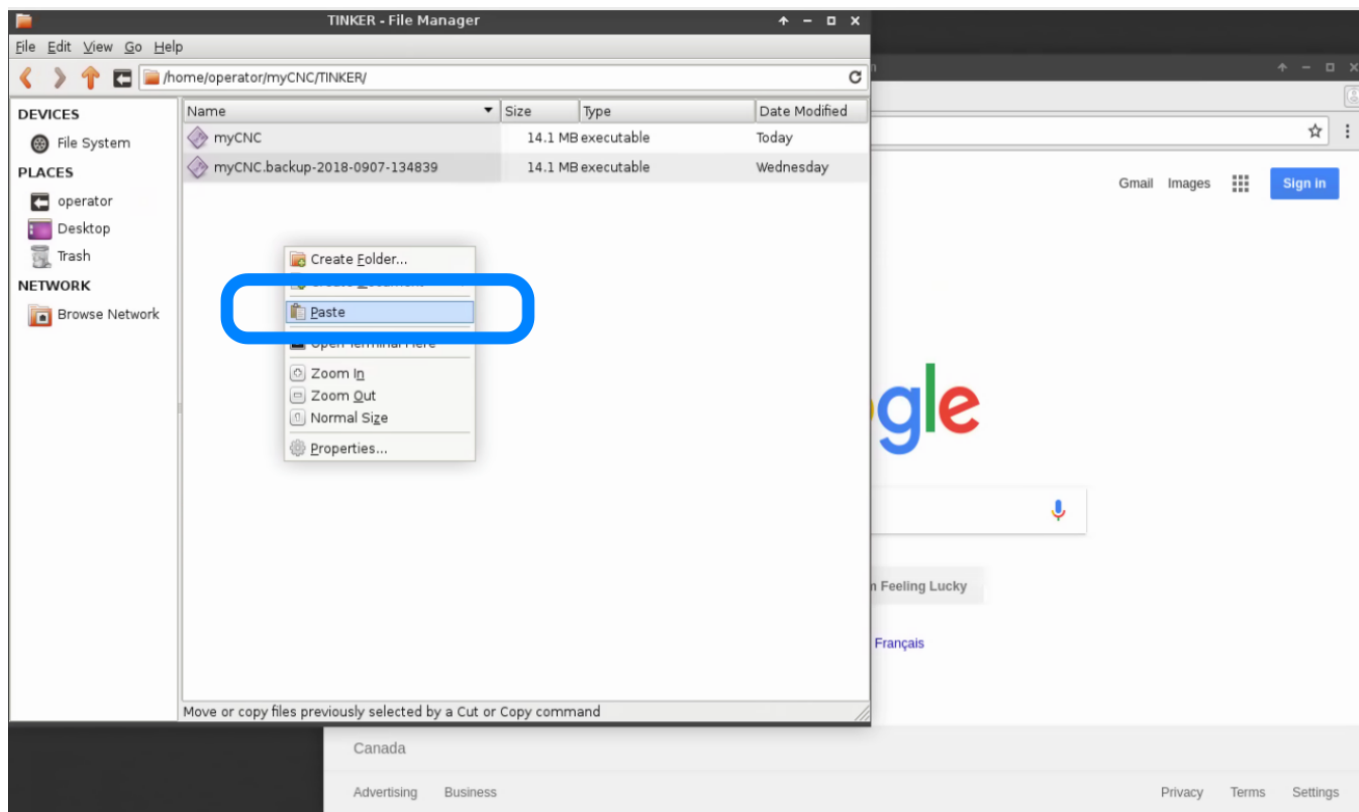 TINKER - File Manager
File Edit View Go Help
/home/operator/myCNC/TINKER/
DEVICES
File System
PLACES
operator
Desktop
Trash
NETWORK
Browse Network
Name Size Type Date Modified
myCNC 14.1 MB executable Today
myCNC.backup-2018-0907-134839 14.1 MB executable Wednesday
Create Folder...
Paste
Open Terminal Here
Zoom In
Zoom Out
Normal Size
Properties...
Move or copy files previously selected by a Cut or Copy command
Gmail Images Sign in
gle
Feeling Lucky
Français
Canada
Advertising Business Privacy Terms Settings